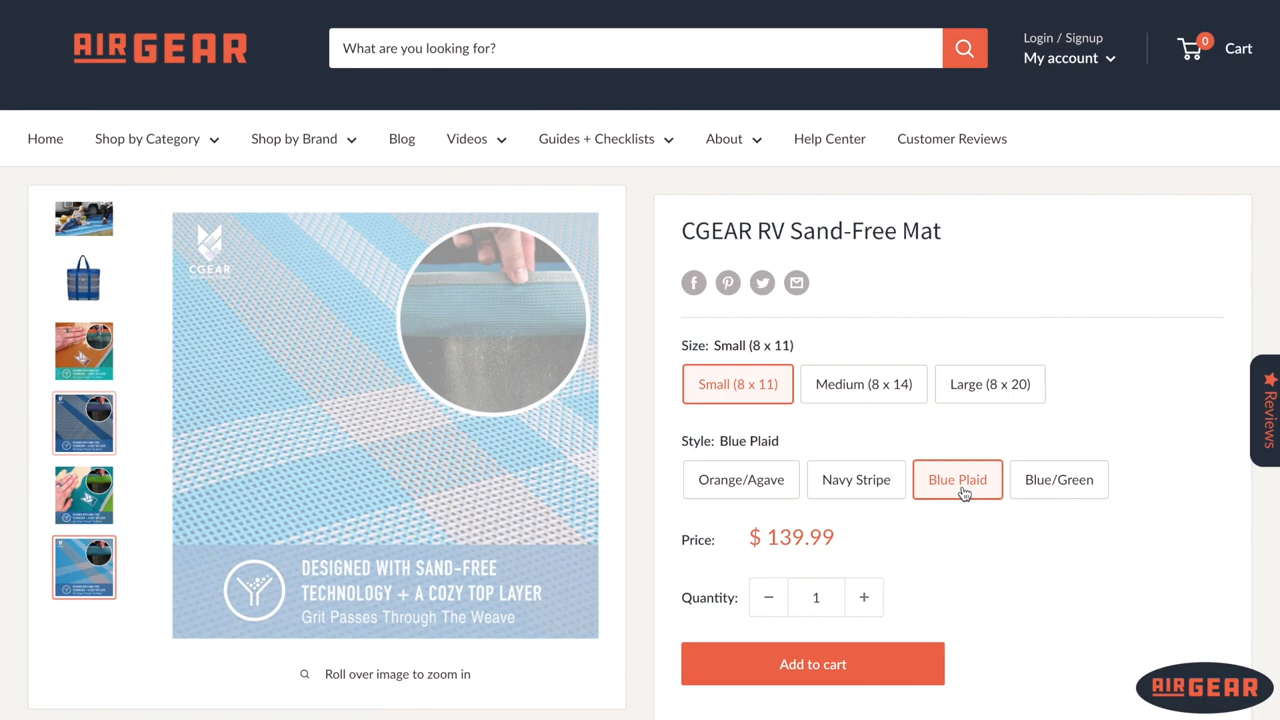 AIRGEAR
What are you looking for?
Login / Signup
My account
0
Cart
Home
Shop by Category
Shop by Brand
Blog
Videos
Guides + Checklists
About
Help Center
Customer Reviews
CGEAR
DESIGNED WITH SAND-FREE
TECHNOLOGY + A COZY TOP LAYER
Grit Passes Through The Weave
Roll over image to zoom in
CGEAR RV Sand-Free Mat
Size: Small (8 x 11)
Small (8 x 11)
Medium (8 x 14)
Large (8 x 20)
Style: Blue Plaid
Orange/Agave
Navy Stripe
Blue Plaid
Blue/Green
Price: $ 139.99
Quantity: − 1 +
Add to cart
Reviews
AIRGEAR